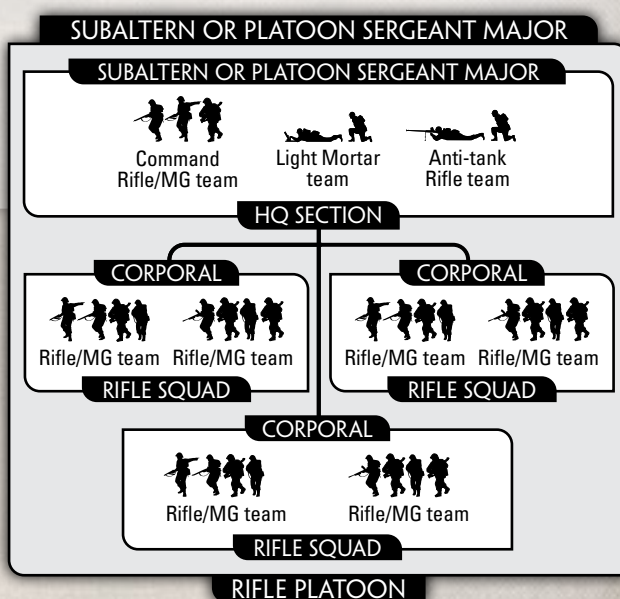 SUBALTERN OR PLATOON SERGEANT MAJOR
SUBALTERN OR PLATOON SERGEANT MAJOR
Command
Rifle/MG team
Light Mortar
team
Anti-tank
Rifle team
HQ SECTION
CORPORAL
Rifle/MG team Rifle/MG team
RIFLE SQUAD
CORPORAL
Rifle/MG team Rifle/MG team
RIFLE SQUAD
CORPORAL
Rifle/MG team Rifle/MG team
RIFLE SQUAD
RIFLE PLATOON